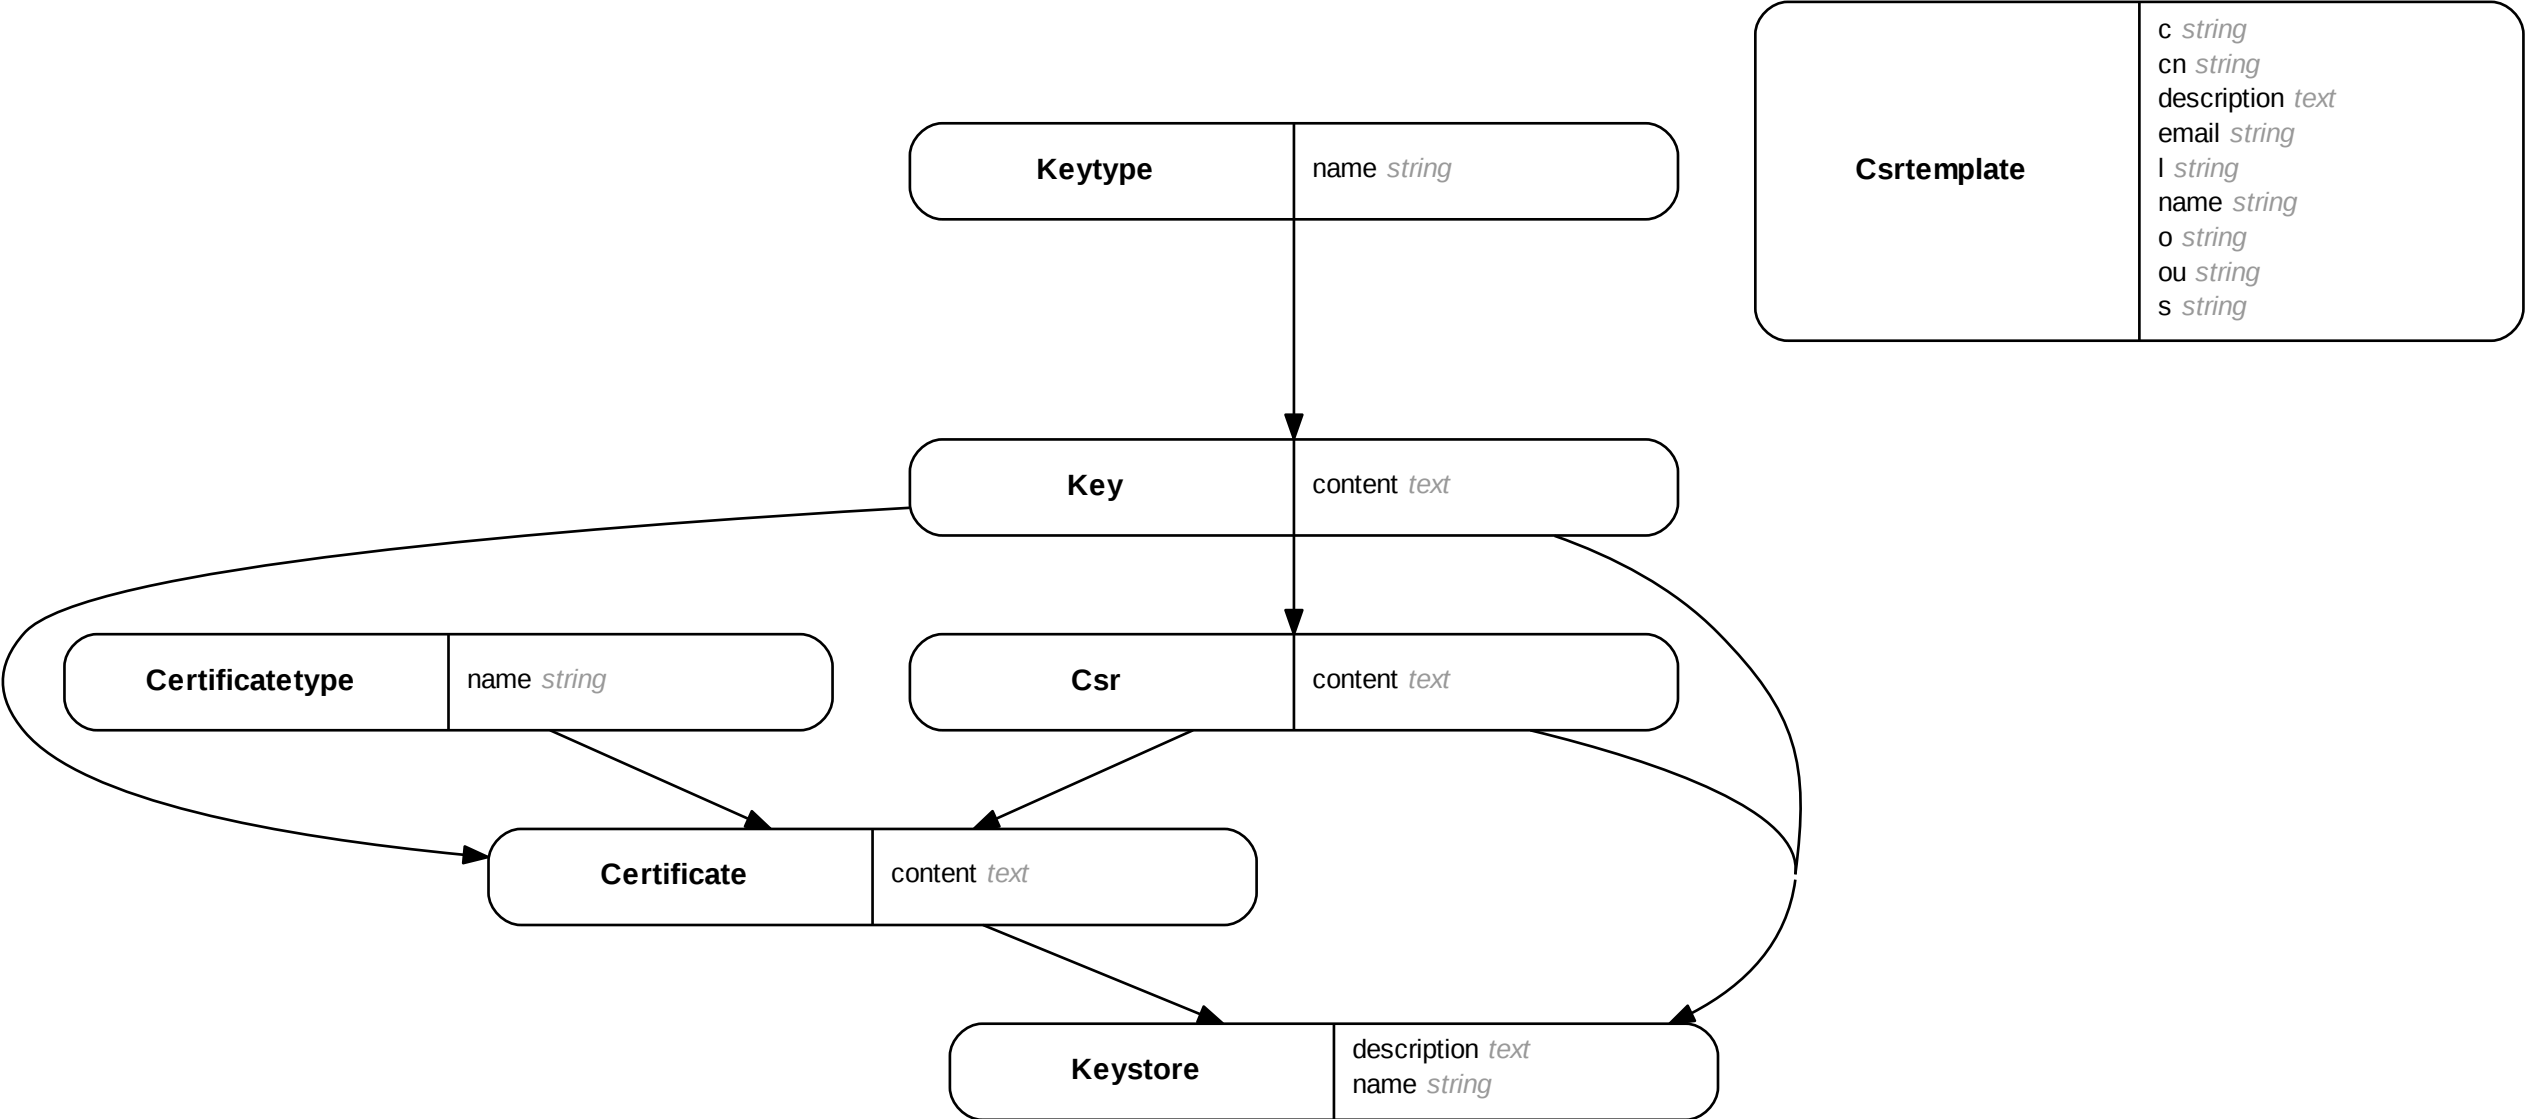 Keytype
name string
Csrtemplate
c string
cn string
description text
email string
l string
name string
o string
ou string
s string
Key
content text
Certificatetype
name string
Csr
content text
Certificate
content text
Keystore
description text
name string